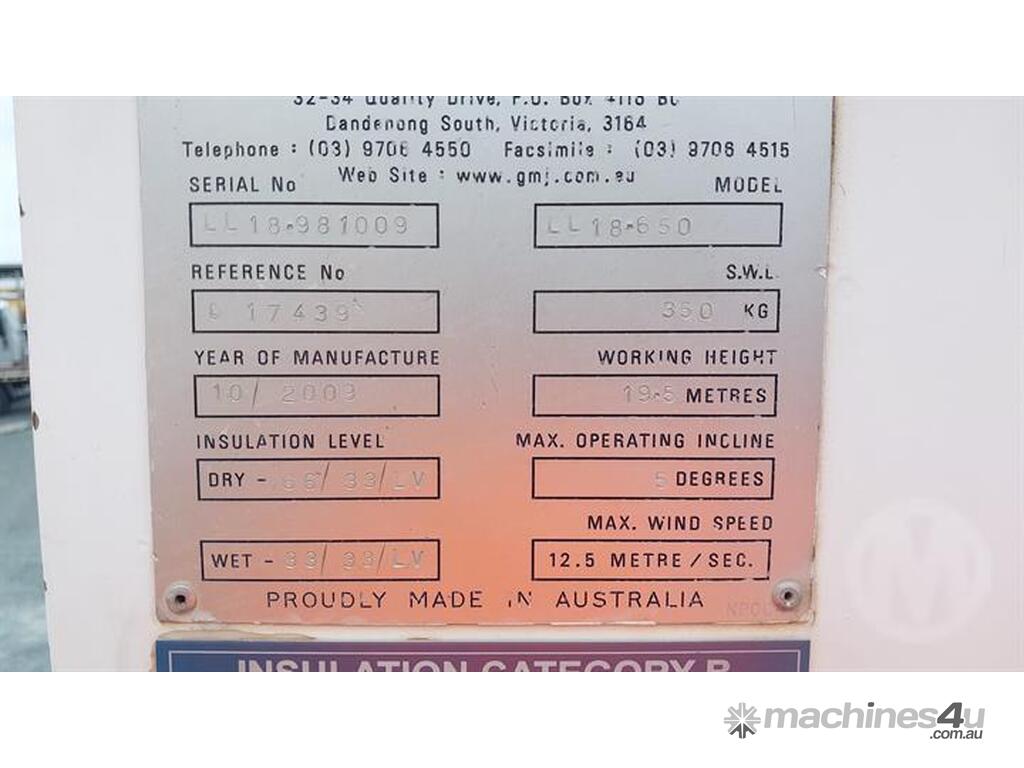 32-34 Quality Drive, P.O. Box 4118 BC
Dandenong South, Victoria, 3164
Telephone : (03) 9706 4550 Facsimile : (03) 9706 4515
Web Site : www.gmj.com.au
SERIAL No MODEL
LL18-981009 LL18-650
REFERENCE No S.W.L.
17439 350 KG
YEAR OF MANUFACTURE WORKING HEIGHT
10/ 2009 19.5 METRES
INSULATION LEVEL MAX. OPERATING INCLINE
DRY - 66/33/LV 5 DEGREES
MAX. WIND SPEED
WET - 33/33/LV 12.5 METRE/SEC.
PROUDLY MADE IN AUSTRALIA
INSULATION CATEGORY B
machines4u
.com.au